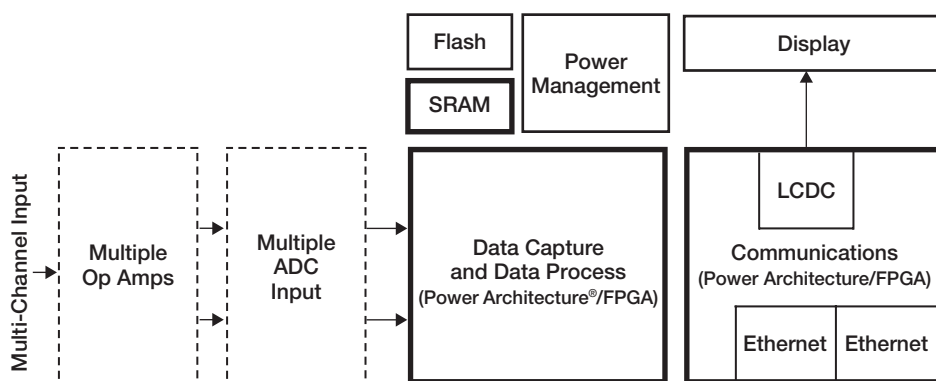 Flash
SRAM
Power
Management
Display
Multi-Channel Input
Multiple
Op Amps
Multiple
ADC
Input
Data Capture
and Data Process
(Power Architecture®/FPGA)
LCDC
Communications
(Power Architecture/FPGA)
Ethernet
Ethernet